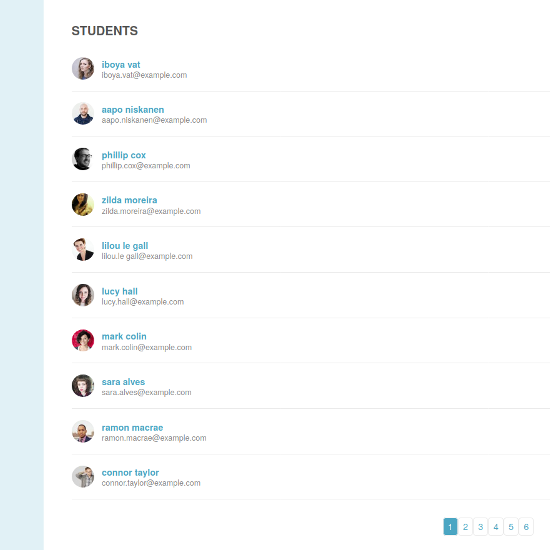 STUDENTS
iboya vat
iboya.vat@example.com
aapo niskanen
aapo.niskanen@example.com
phillip cox
phillip.cox@example.com
zilda moreira
zilda.moreira@example.com
lilou le gall
lilou.le gall@example.com
lucy hall
lucy.hall@example.com
mark colin
mark.colin@example.com
sara alves
sara.alves@example.com
ramon macrae
ramon.macrae@example.com
connor taylor
connor.taylor@example.com
1 2 3 4 5 6